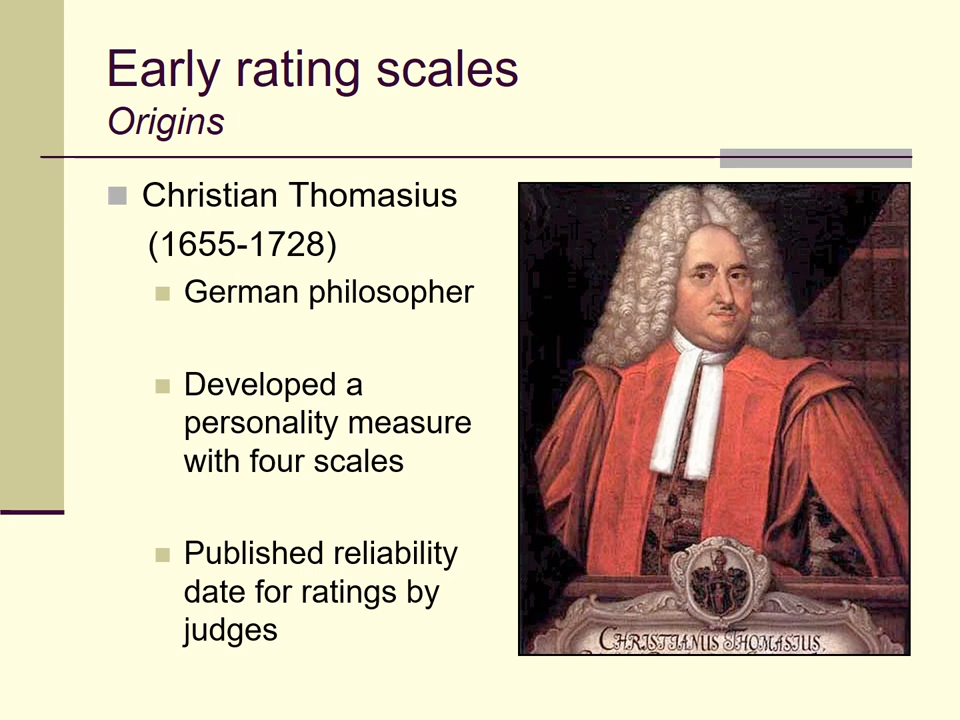 Early rating scales
Origins
Christian Thomasius
(1655-1728)
German philosopher
Developed a
personality measure
with four scales
Published reliability
date for ratings by
judges
CHRISTIANUS THOMASIUS.